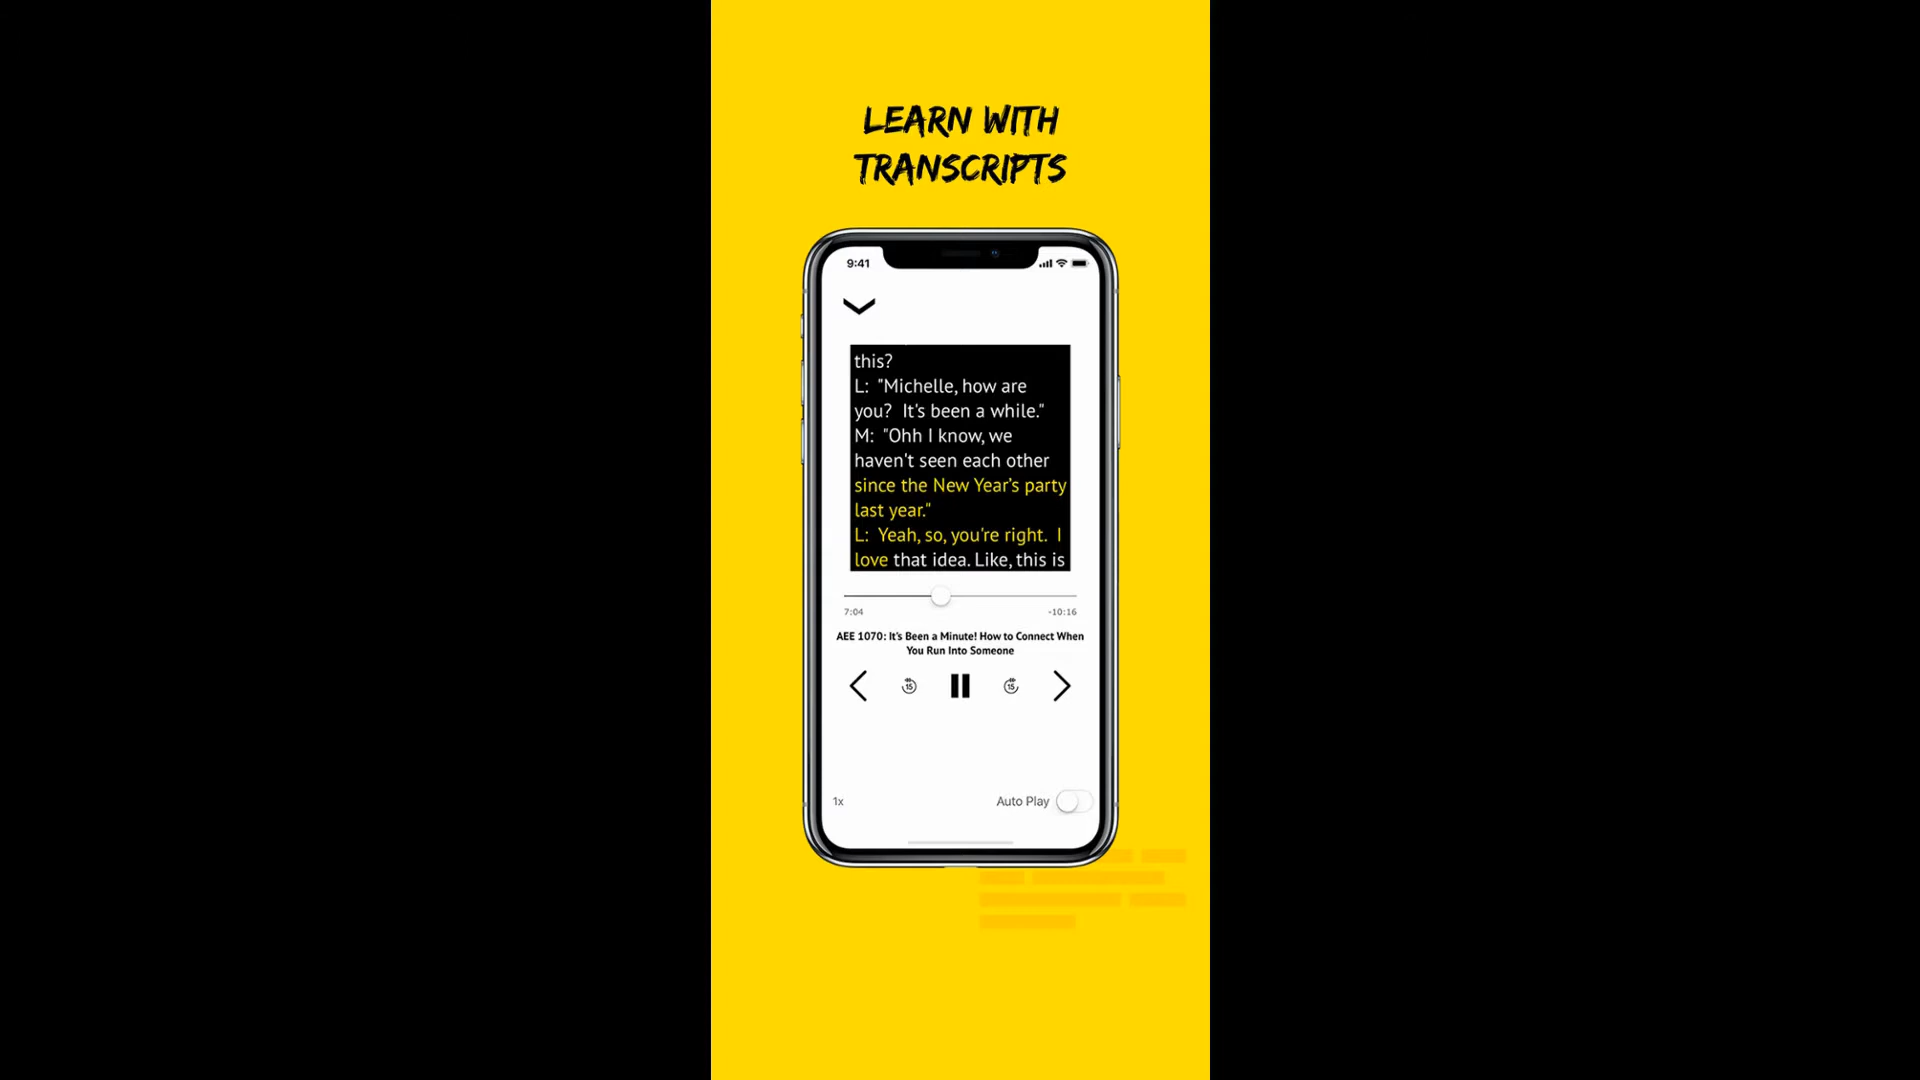 LEARN WITH
TRANSCRIPTS
9:41
this?
L:  "Michelle, how are
you?  It's been a while."
M:  "Ohh I know, we
haven't seen each other
since the New Year's party
last year."
L:  Yeah, so, you're right.  I
love that idea. Like, this is
7:04
-10:16
AEE 1070: It's Been a Minute! How to Connect When
You Run Into Someone
15
15
1x
Auto Play